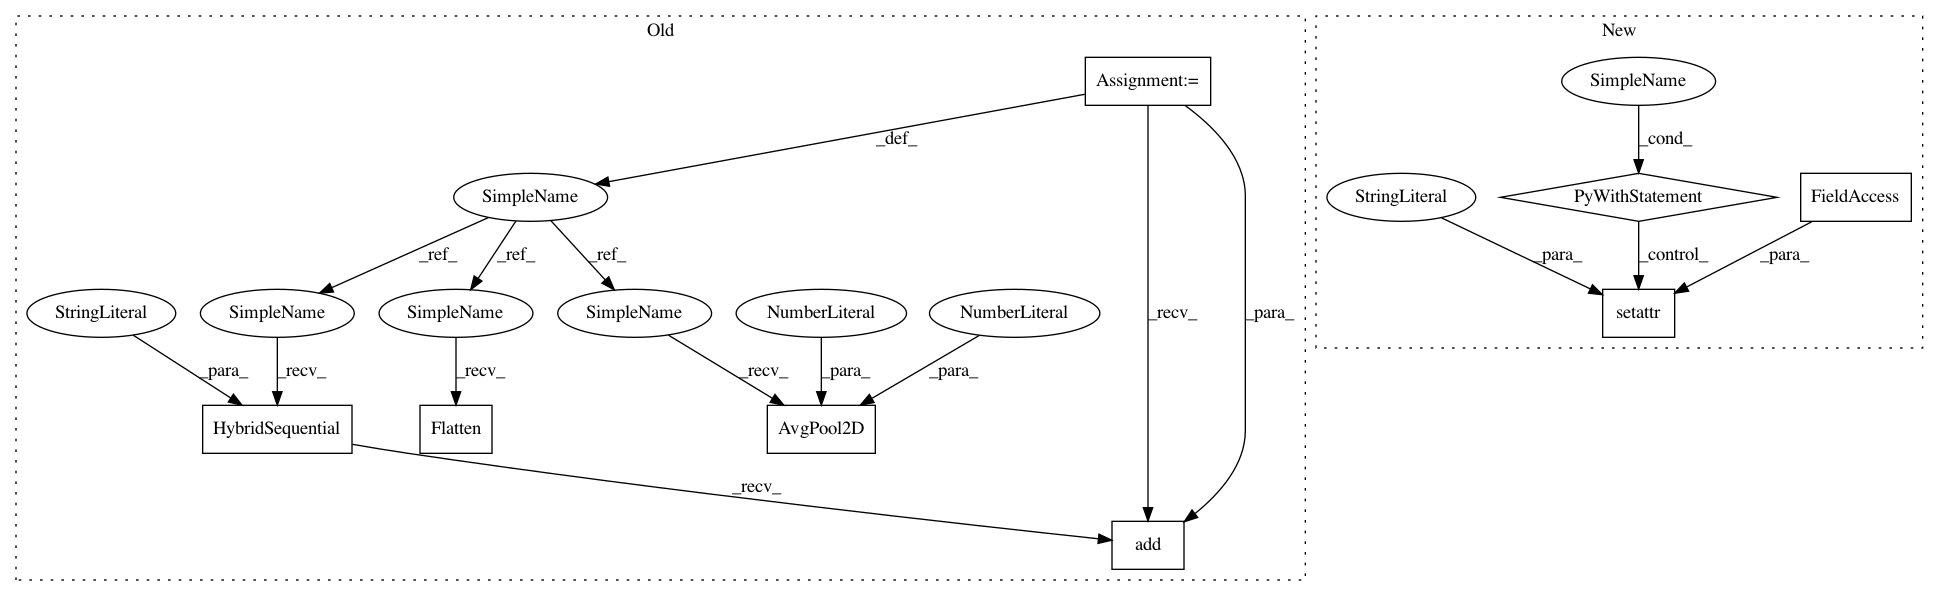 Old
New
Assignment:=
SimpleName
_def_
_cond_
SimpleName
StringLiteral
PyWithStatement
FieldAccess
_ref_
_ref_
_ref_
_para_
_control_
_para_
StringLiteral
SimpleName
SimpleName
SimpleName
NumberLiteral
NumberLiteral
_recv_
_para_
setattr
_para_
_recv_
_recv_
_recv_
_para_
_para_
HybridSequential
Flatten
AvgPool2D
_recv_
add